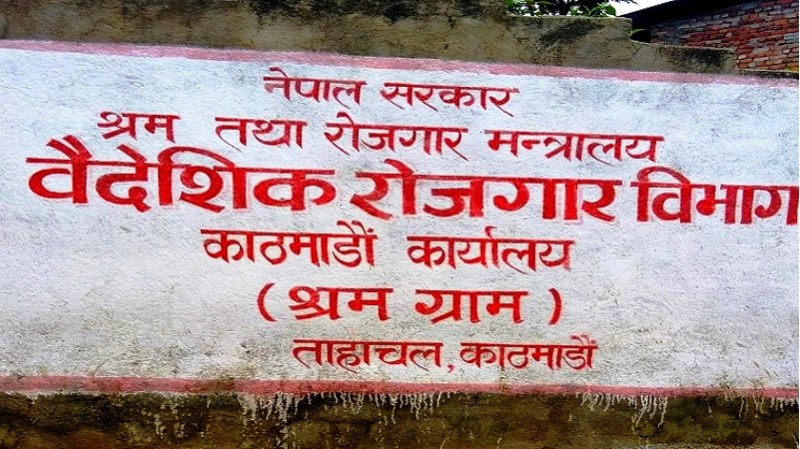 नेपाल सरकार
श्रम तथा रोजगार मन्त्रालय
वैदेशिक रोजगार विभाग
काठमाडौं कार्यालय
(श्रम ग्राम)
ताहाचल, काठमाडौं